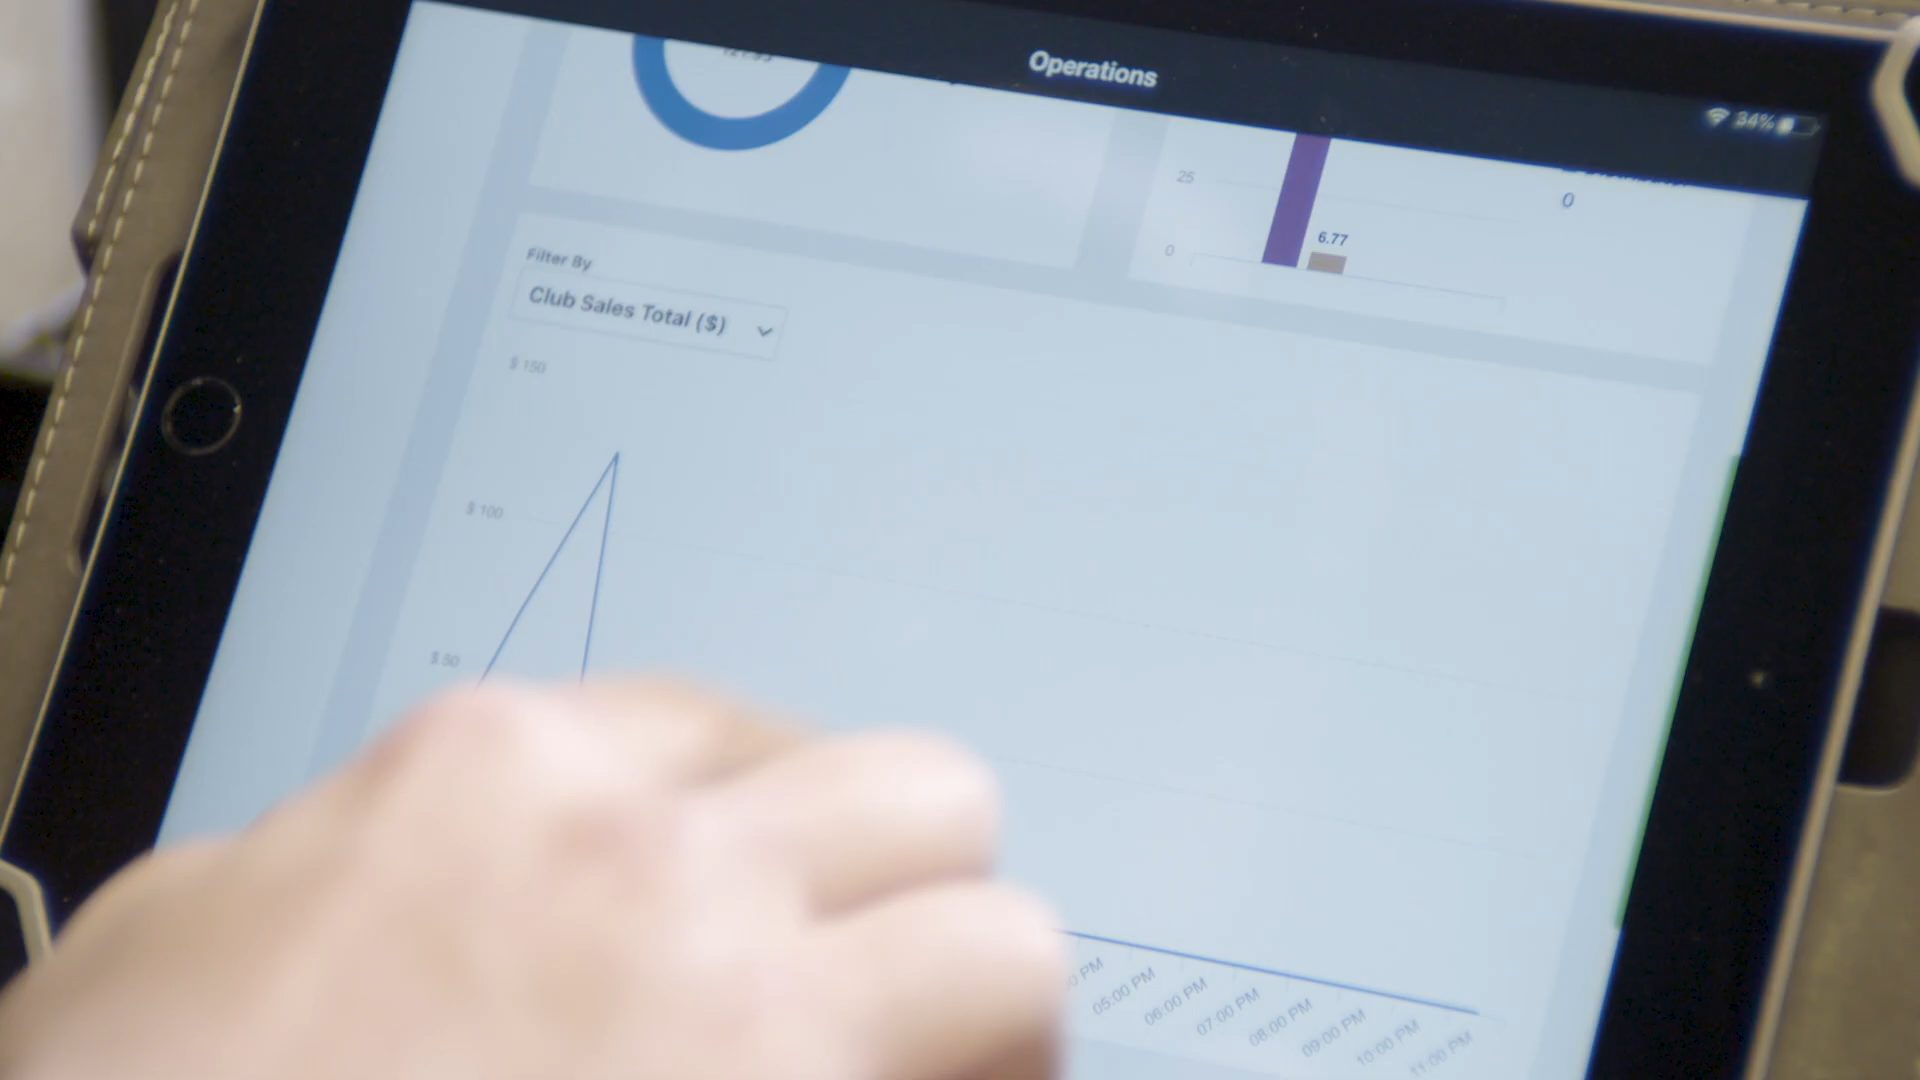 Operations
34%
25
0
6.77
0
Filter By
Club Sales Total ($)
$ 150
$ 100
$ 50
PM
05:00 PM
06:00 PM
07:00 PM
08:00 PM
09:00 PM
10:00 PM
11:00 PM